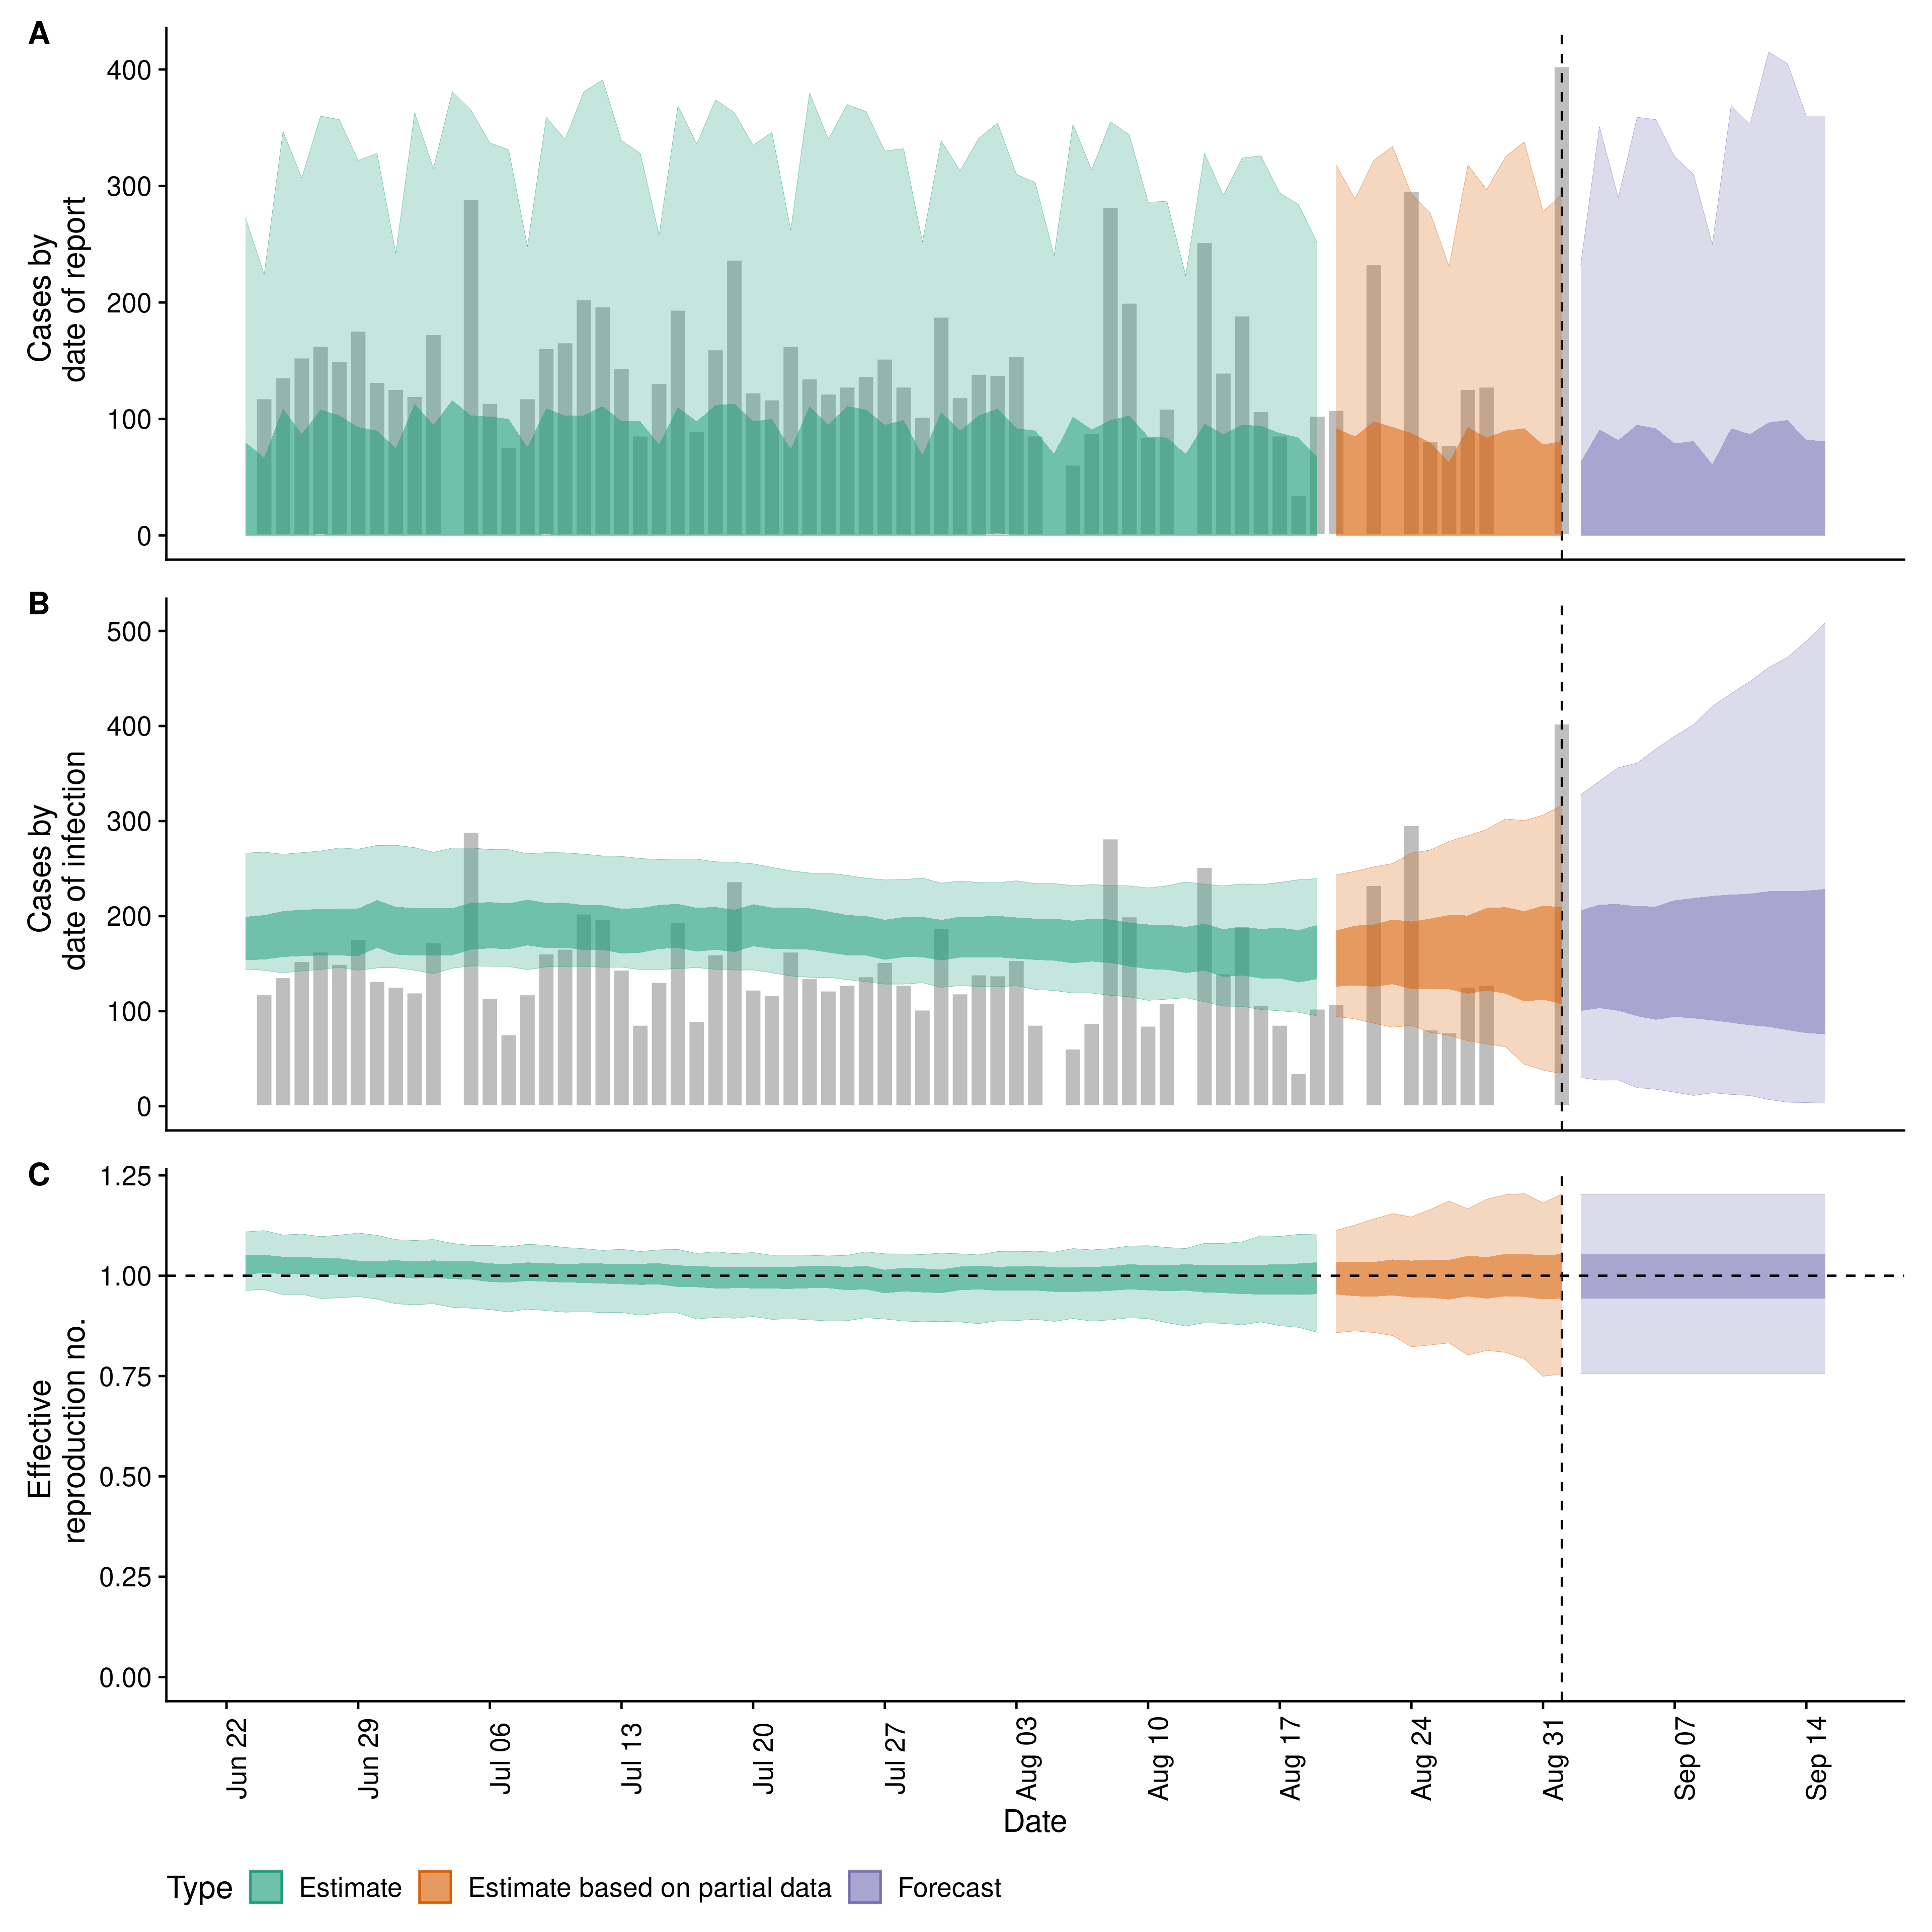 A
400
300
200
100
0
Cases by
date of report
B
500
400
300
200
100
0
Cases by
date of infection
C
1.25
1.00
0.75
0.50
0.25
0.00
Effective
reproduction no.
Jun 22
Jun 29
Jul 06
Jul 13
Jul 20
Jul 27
Aug 03
Aug 10
Aug 17
Aug 24
Aug 31
Sep 07
Sep 14
Date
Type Estimate Estimate based on partial data Forecast